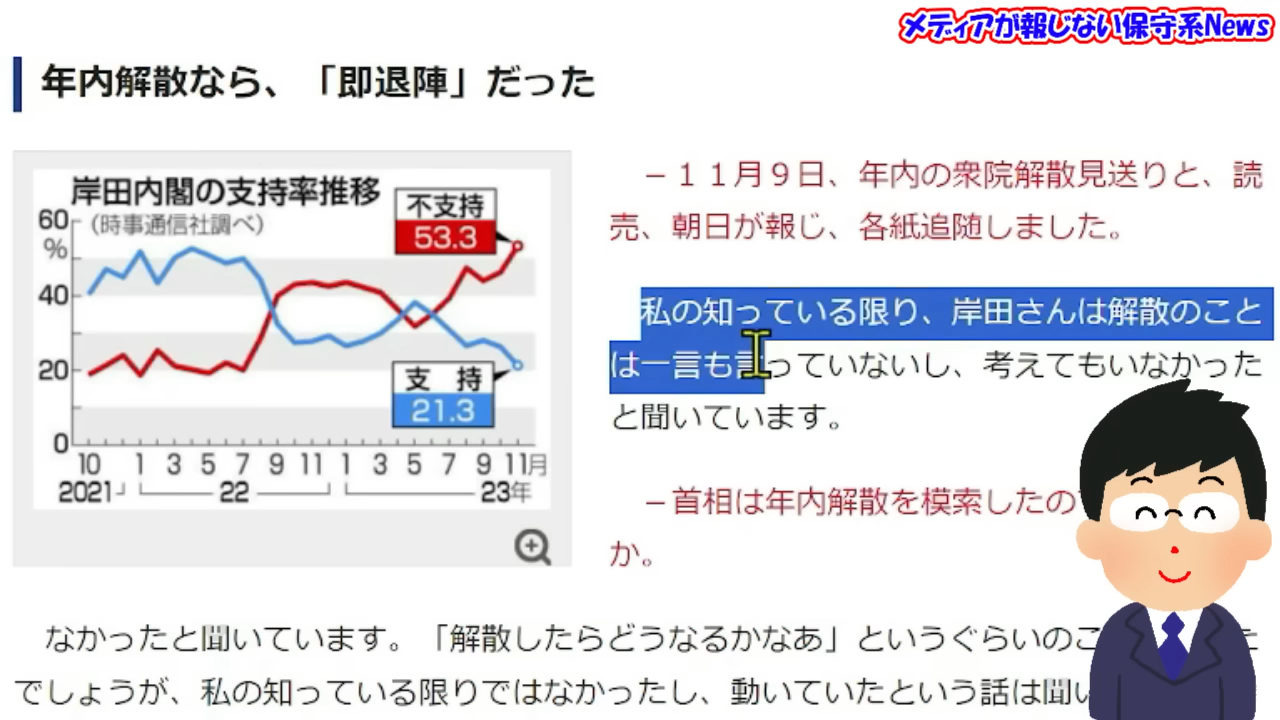 メディアが報じない保守系News
年内解散なら、「即退陣」だった
岸田内閣の支持率推移
(時事通信社調べ)
60
%
40
20
0
不支持
53.3
支 持
21.3
10 1 3 5 7 9 11 1 3 5 7 9 11月
2021 22 23年
－１１月９日、年内の衆院解散見送りと、読
売、朝日が報じ、各紙追随しました。
私の知っている限り、岸田さんは解散のこと
は一言も言っていないし、考えてもいなかった
と聞いています。
－首相は年内解散を模索したの
か。
なかったと聞いています。「解散したらどうなるかなあ」というぐらいのこ
でしょうが、私の知っている限りではなかったし、動いていたという話は聞い